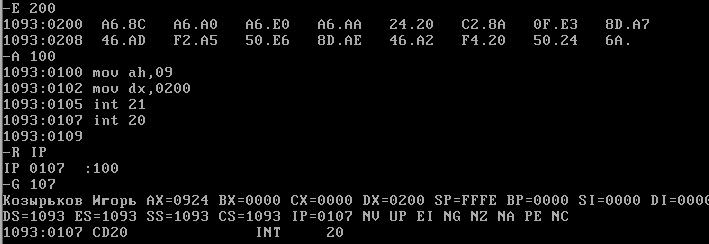 -E 200
1093:0200  A6.8C   A6.A0   A6.E0   A6.AA   24.20   C2.8A   0F.E3   8D.A7
1093:0208  46.AD   F2.A5   50.E6   8D.AE   46.A2   F4.20   50.24   6A.
-A 100
1093:0100 mov ah,09
1093:0102 mov dx,0200
1093:0105 int 21
1093:0107 int 20
1093:0109
-R IP
IP 0107  :100
-G 107
Козырьков Игорь AX=0924 BX=0000 CX=0000 DX=0200 SP=FFFE BP=0000 SI=0000 DI=0000
DS=1093 ES=1093 SS=1093 CS=1093 IP=0107 NV UP EI NG NZ NA PE NC
1093:0107 CD20            INT     20